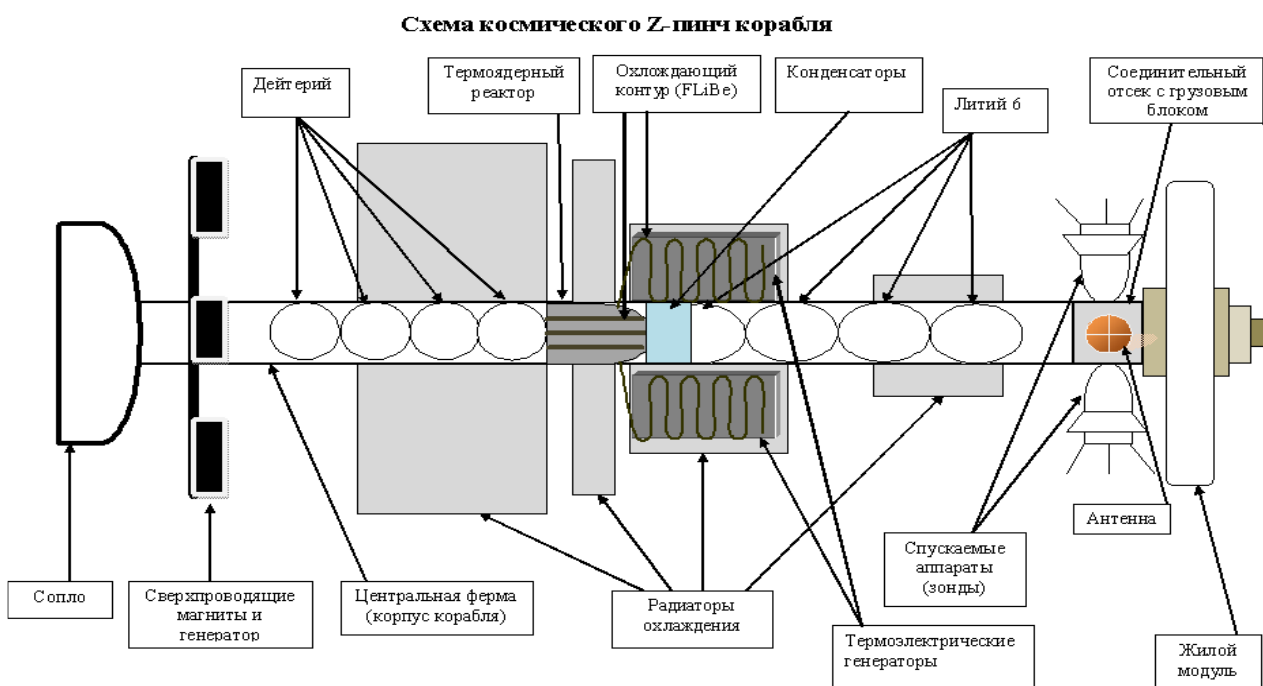 Схема космического Z-пинч корабля
Дейтерий
Термоядерный
реактор
Охлождающий
контур (FLiBe)
Конденсаторы
Литий 6
Соединительный
отсек с грузовым
блоком
Сопло
Сверхпроводящие
магниты и
генератор
Центральная ферма
(корпус корабля)
Радиаторы
охлаждения
Термоэлектрические
генераторы
Спускаемые
аппараты
(зонды)
Антенна
Жилой
модуль